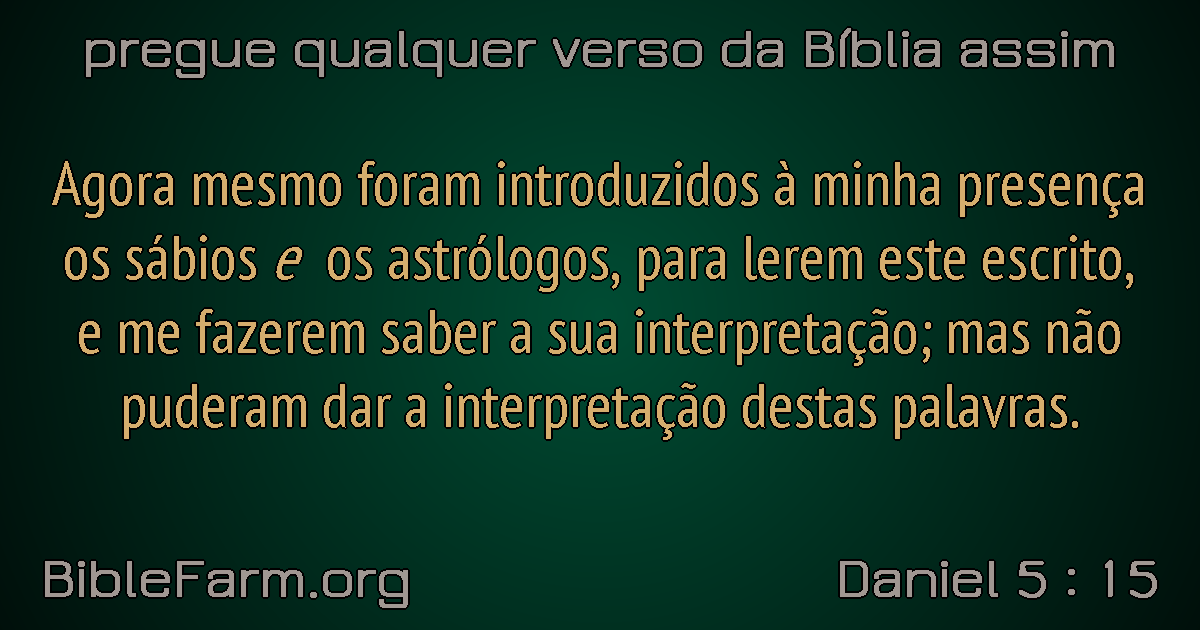 pregue qualquer verso da Bíblia assim
Agora mesmo foram introduzidos à minha presença
os sábios e os astrólogos, para lerem este escrito,
e me fazerem saber a sua interpretação; mas não
puderam dar a interpretação destas palavras.
BibleFarm.org
Daniel 5 : 15